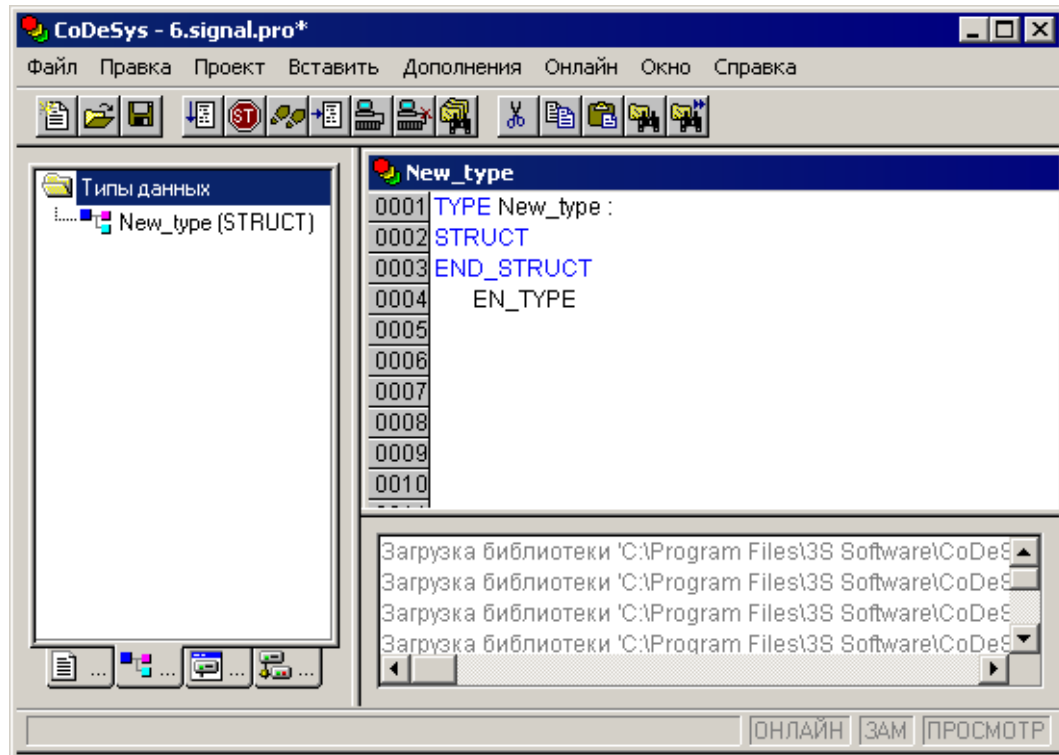 CoDeSys - 6.signal.pro*
Файл Правка Проект Вставить Дополнения Онлайн Окно Справка
Типы данных
New_type (STRUCT)
New_type
0001 TYPE New_type :
0002 STRUCT
0003 END_STRUCT
0004 EN_TYPE
0005
0006
0007
0008
0009
0010
Загрузка библиотеки 'C:\Program Files\3S Software\CoDeS
Загрузка библиотеки 'C:\Program Files\3S Software\CoDeS
Загрузка библиотеки 'C:\Program Files\3S Software\CoDeS
Загрузка библиотеки 'C:\Program Files\3S Software\CoDeS
... ... ... ...
ОНЛАЙН ЗАМ ПРОСМОТР